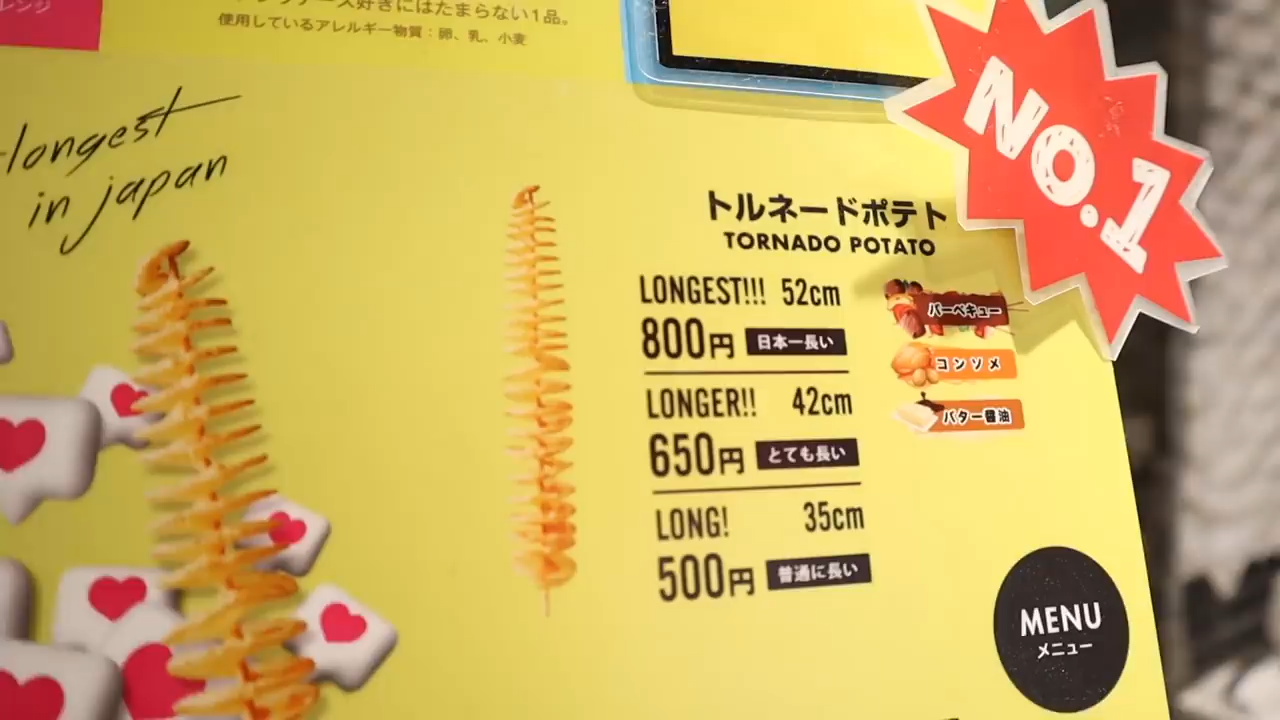 レンジ
好きにはたまらない1品。
使用しているアレルギー物質：卵、乳、小麦
longest
in japan
NO.1
トルネードポテト
TORNADO POTATO
LONGEST!!! 52cm
800円 日本一長い
LONGER!! 42cm
650円 とても長い
LONG! 35cm
500円 普通に長い
バーベキュー
コンソメ
バター醤油
MENU
メニュー